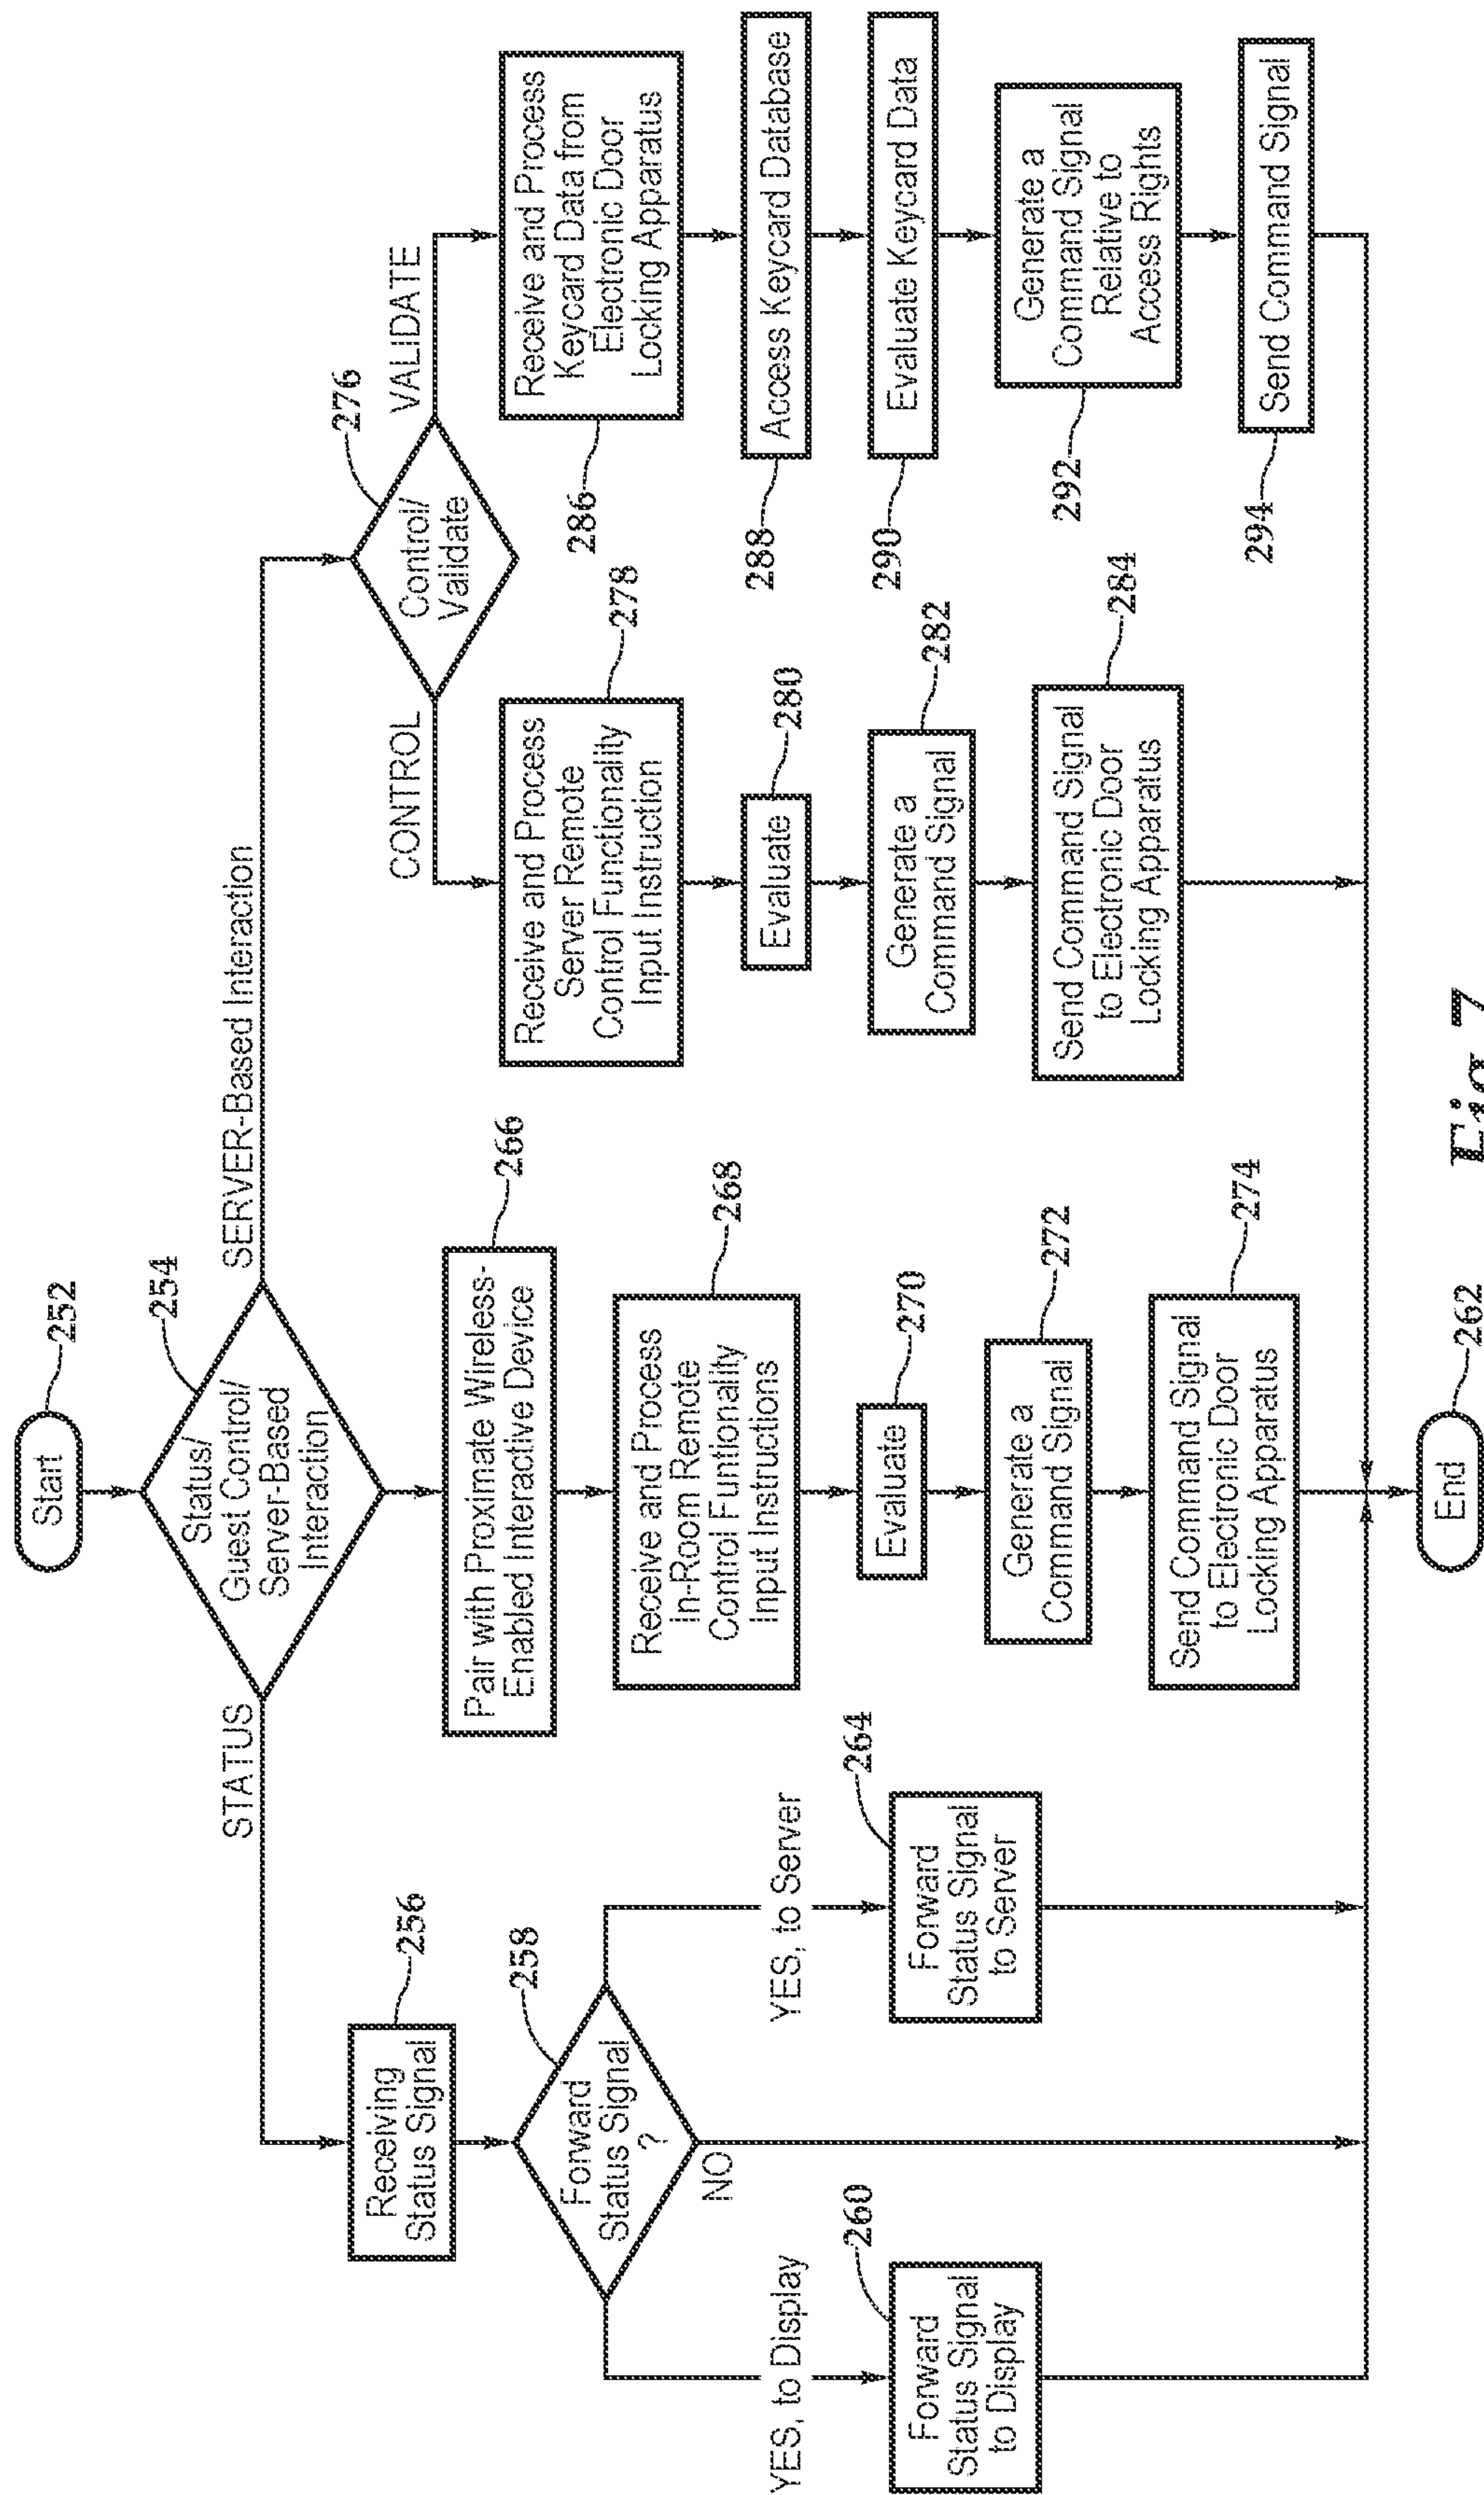 Start
252
254
Status/
Guest Control/
Server-Based
Interaction
STATUS
SERVER-Based Interaction
Receiving
Status Signal
256
258
Forward
Status Signal
?
YES, to Display
NO
YES, to Server
260
Forward
Status Signal
to Display
264
Forward
Status Signal
to Server
266
Pair with Proximate Wireless-
Enabled Interactive Device
268
Receive and Process
In-Room Remote
Control Funtionality
Input Instructions
270
Evaluate
272
Generate a
Command Signal
274
Send Command Signal
to Electronic Door
Locking Apparatus
276
Control/
Validate
CONTROL
VALIDATE
278
Receive and Process
Server Remote
Control Functionality
Input Instruction
280
Evaluate
282
Generate a
Command Signal
284
Send Command Signal
to Electronic Door
Locking Apparatus
286
Receive and Process
Keycard Data from
Electronic Door
Locking Apparatus
288
Access Keycard Database
290
Evaluate Keycard Data
292
Generate a
Command Signal
Relative to
Access Rights
294
Send Command Signal
End
262
Fig. 7